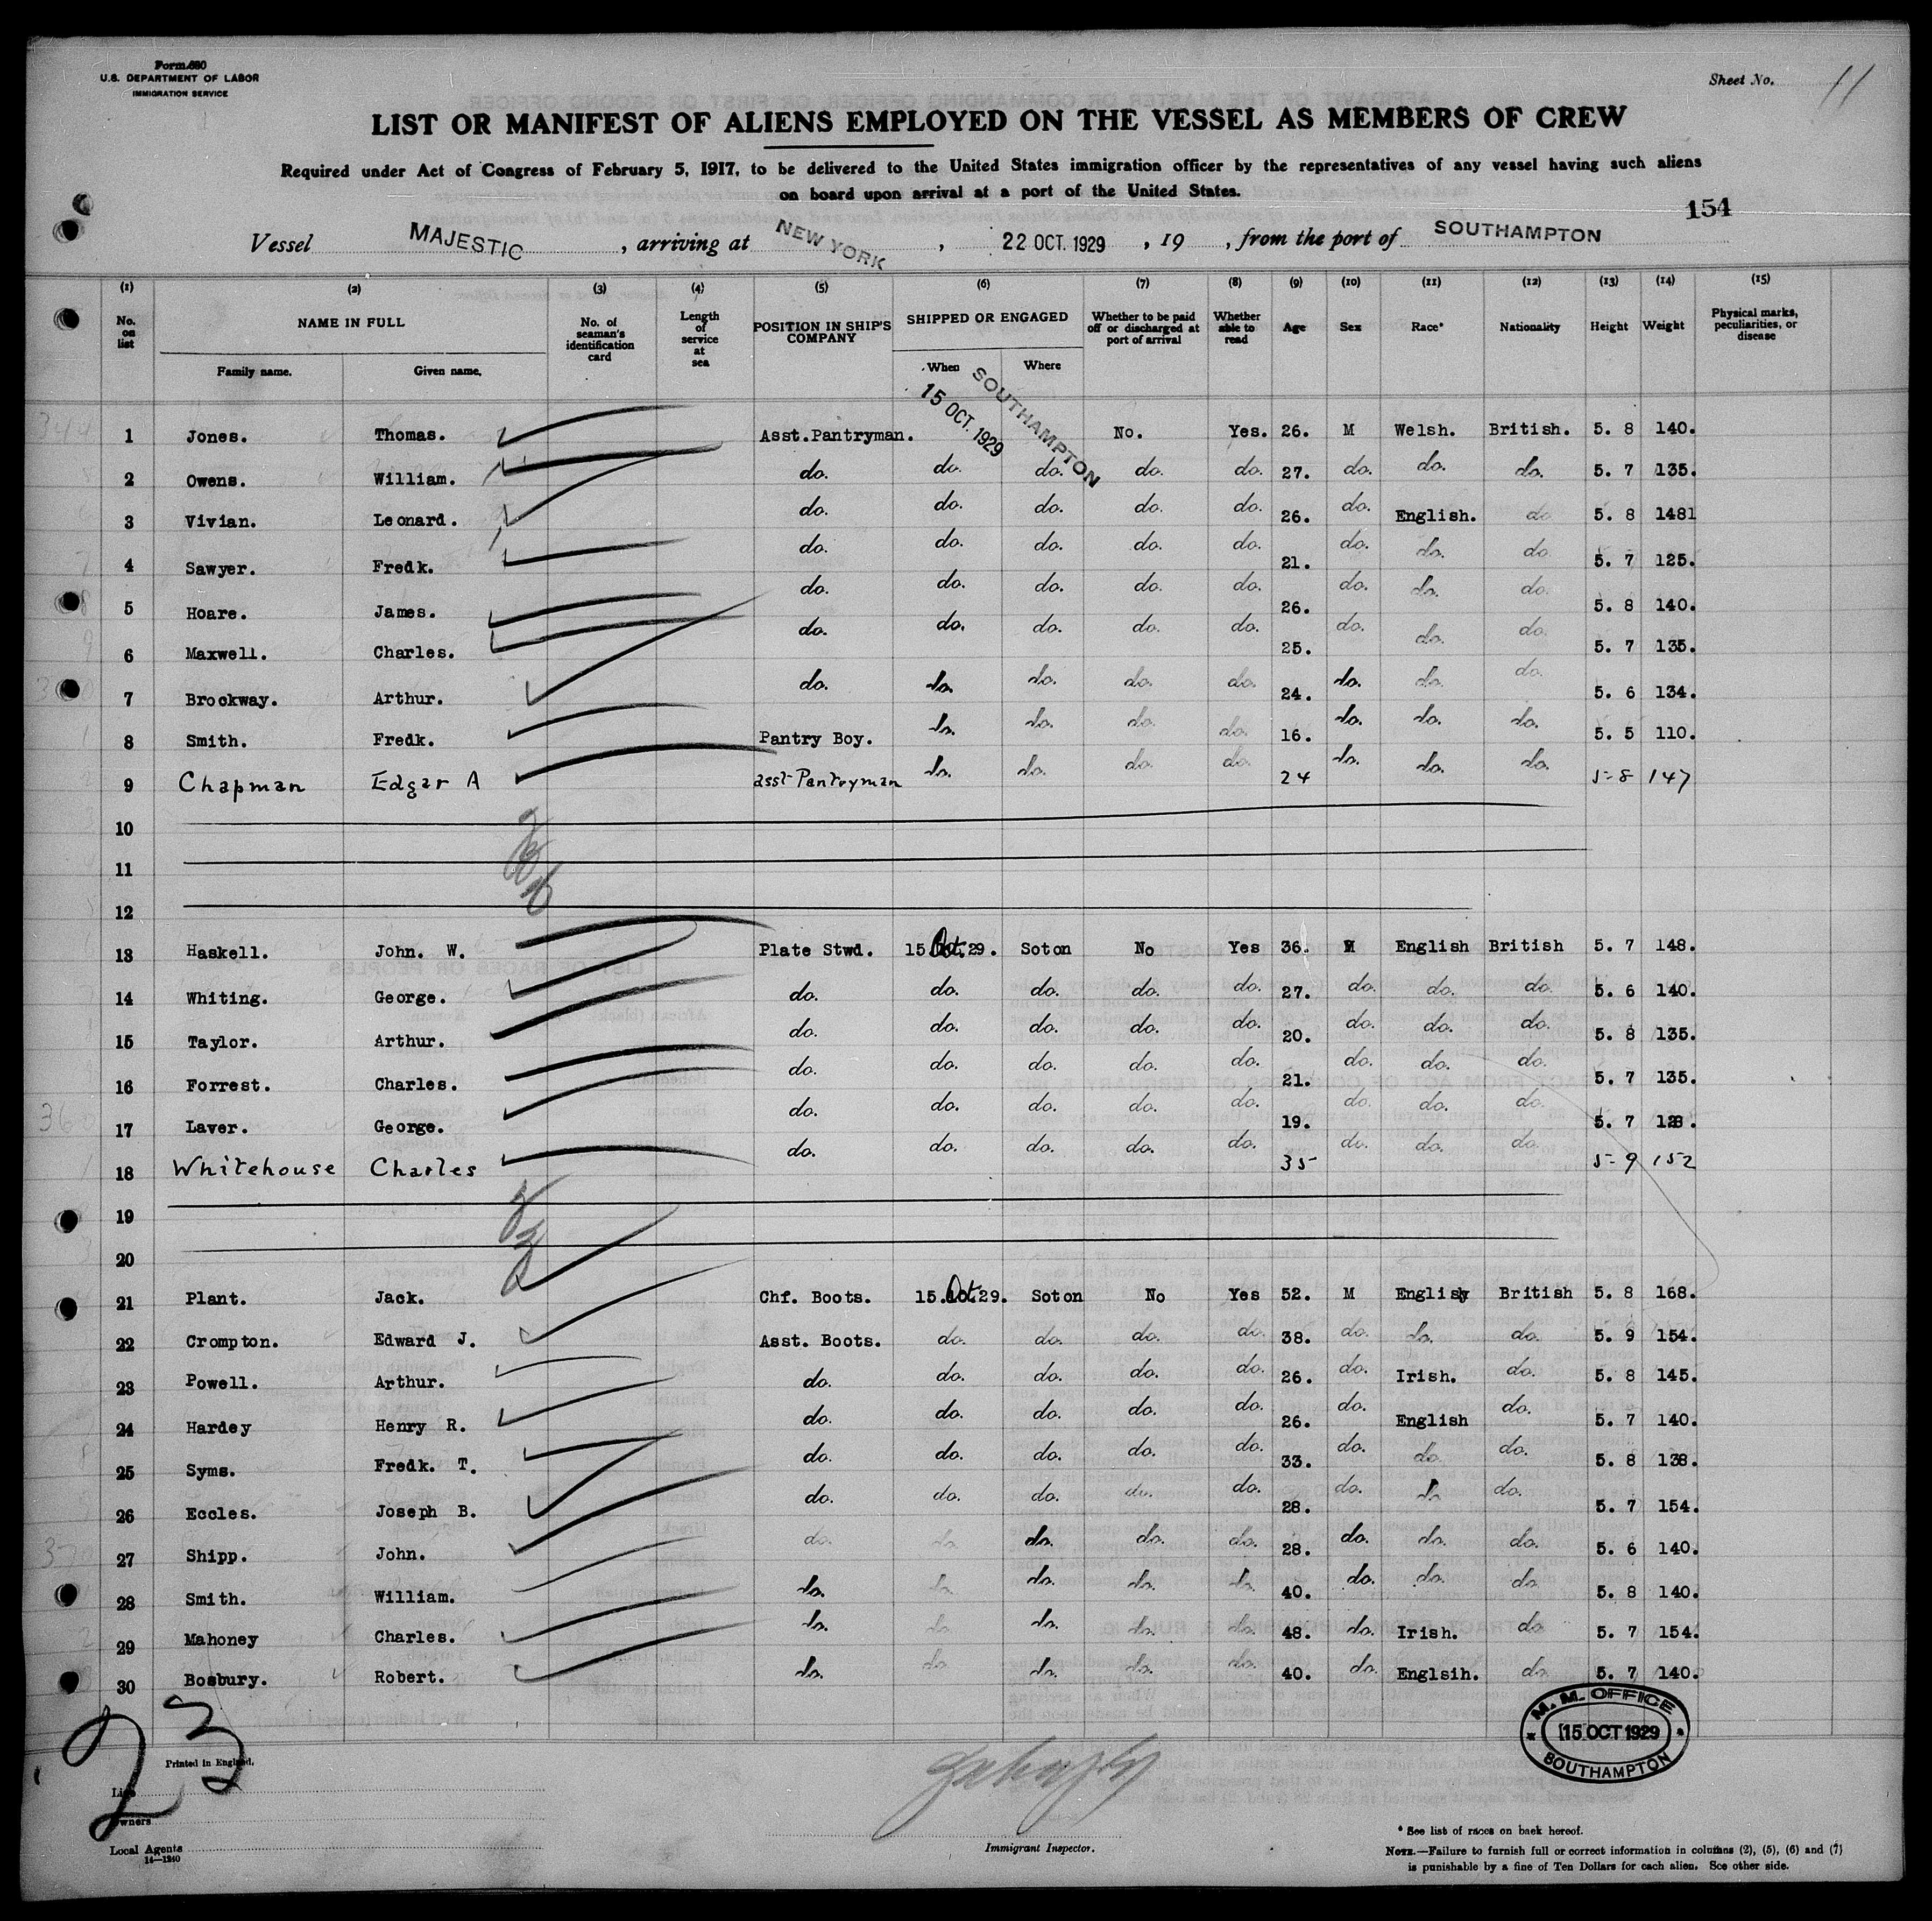 Form 680
U.S. DEPARTMENT OF LABOR
IMMIGRATION SERVICE
Sheet No. 11
LIST OR MANIFEST OF ALIENS EMPLOYED ON THE VESSEL AS MEMBERS OF CREW
Required under Act of Congress of February 5, 1917, to be delivered to the United States immigration officer by the representatives of any vessel having such aliens
on board upon arrival at a port of the United States.
154
Vessel MAJESTIC, arriving at NEW YORK, 22 OCT. 1929, 19 , from the port of SOUTHAMPTON
(1) (2) (3) (4) (5) (6) (7) (8) (9) (10) (11) (12) (13) (14) (15)
No. on list NAME IN FULL No. of seaman's identification card Length of service at sea POSITION IN SHIP'S COMPANY SHIPPED OR ENGAGED Whether to be paid off or discharged at port of arrival Whether able to read Age Sex Race* Nationality Height Weight Physical marks, peculiarities, or disease
Family name. Given name. When Where
15 OCT. 1929 SOUTHAMPTON
344 1 Jones. Thomas. Asst.Pantryman. No. Yes. 26. M Welsh. British. 5. 8 140.
2 Owens. William. do. do. do. do. do. 27. do. do. do. 5. 7 135.
3 Vivian. Leonard. do. do. do. do. do. 26. do. English. do 5. 8 1481
4 Sawyer. Fredk. do. do. do. do. do. 21. do. do. do 5. 7 125.
5 Hoare. James. do. do. do. do. do. 26. do. do. do. 5. 8 140.
6 Maxwell. Charles. do. do. do. do. do. 25. do. do. do. 5. 7 135.
7 Brockway. Arthur. do. do. do. do. do. 24. do. do. do. 5. 6 134.
8 Smith. Fredk. Pantry Boy. do. do. do. do. 16. do. do. do. 5. 5 110.
9 Chapman Edgar A asst Pantryman do. do. do. do. 24 do. do. do. 5-8 147
10
11
12
13 Haskell. John. W. Plate Stwd. 15.Oct.29. Soton No Yes 36. M English British 5. 7 148.
14 Whiting. George. do. do. do. do. do. 27. do. do. do. 5. 6 140.
15 Taylor. Arthur. do. do. do. do. do. 20. do. do. do. 5. 8 135.
16 Forrest. Charles. do. do. do. do. do. 21. do. do. do. 5. 7 135.
360 17 Laver. George. do. do. do. do. do. 19. do. do. do. 5. 7
18 Whitehouse Charles do. do. do. do. do. 35 do. do. do. 5-9 152
19
20
21 Plant. Jack. Chf. Boots. 15.Oct.29. Soton No Yes 52. M English British 5. 8 168.
22 Crompton. Edward J. Asst. Boots. do. do. do. do. 38. do. do. do. 5. 9 154.
23 Powell. Arthur. do. do. do. do. do. 26. do. Irish. do. 5. 8 145.
24 Hardey Henry R. do. do. do. do. do. 26. do. English do. 5. 7 140.
25 Syms. Fredk. T. do. do. do. do. do. 33. do. do. do. 5. 8 138.
26 Eccles. Joseph B. do. do. do. do. do. 28. do. do. do. 5. 7 154.
370 27 Shipp. John. do. do. do. do. do. 28. do. do. do. 5. 6 140.
28 Smith. William. do. do. do. do. do. 40. do. do. do 5. 8 140.
29 Mahoney Charles. do. do. do. do. do. 48. do. Irish. do 5. 7 154.
30 Bosbury. Robert. do. do. do. do. do. 40. do. Englsih. do. 5. 7 140.
23
M. M. OFFICE
15 OCT 1929
SOUTHAMPTON
Printed in England.
Line
Owners
Local Agents
14—1240
Immigrant Inspector.
* See list of races on back hereof.
NOTE.—Failure to furnish full or correct information in columns (2), (5), (6) and (7)
is punishable by a fine of Ten Dollars for each alien. See other side.